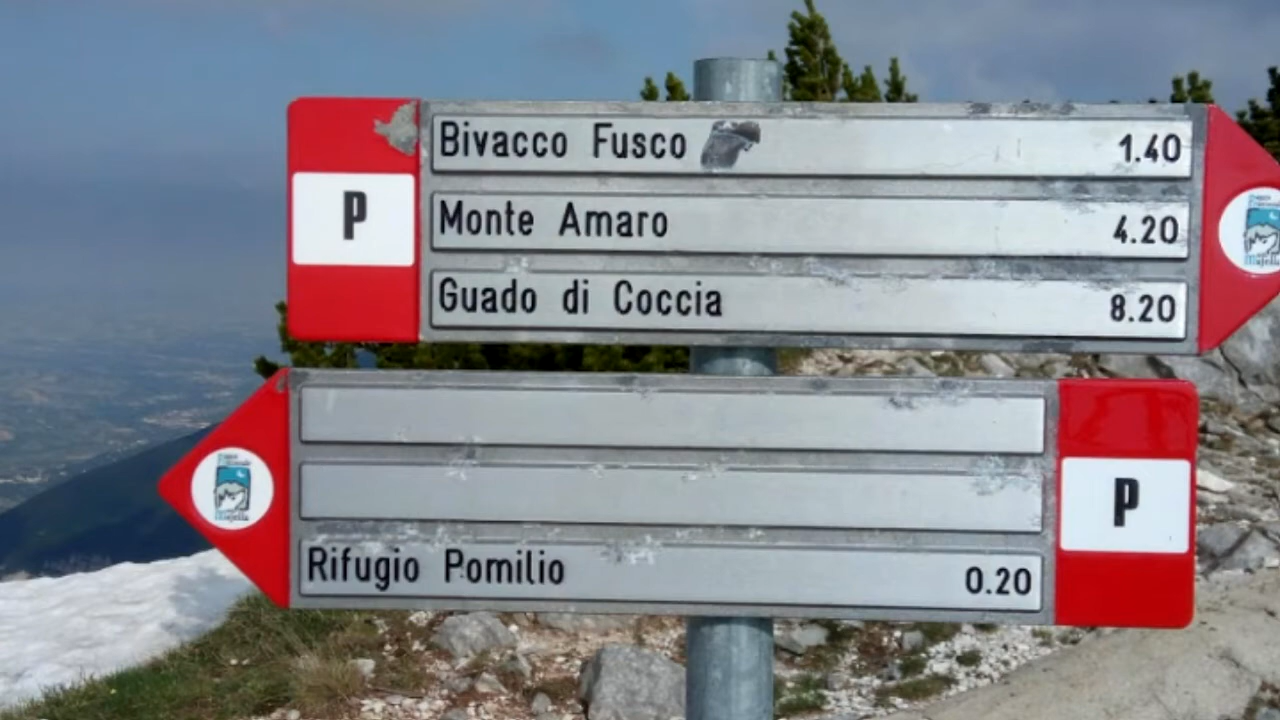 Bivacco Fusco 1.40
P
Monte Amaro 4.20
Guado di Coccia 8.20
P
Rifugio Pomilio 0.20